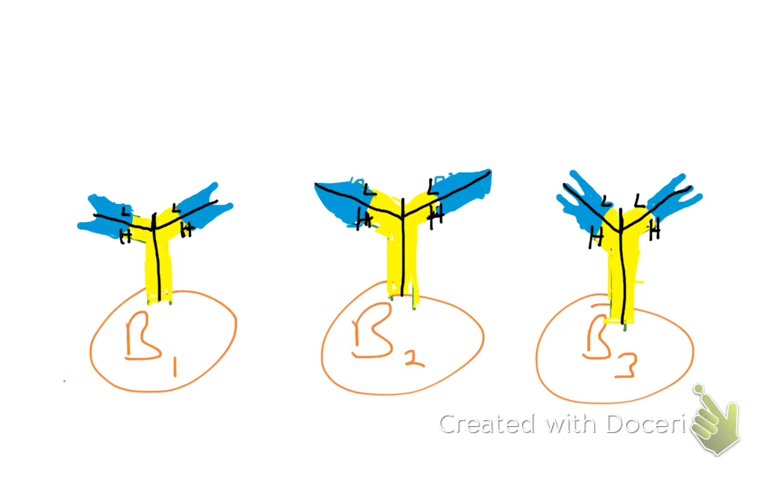 L L
H H
L L
H H
L L
H H
B1
B2
B3
Created with Doceri